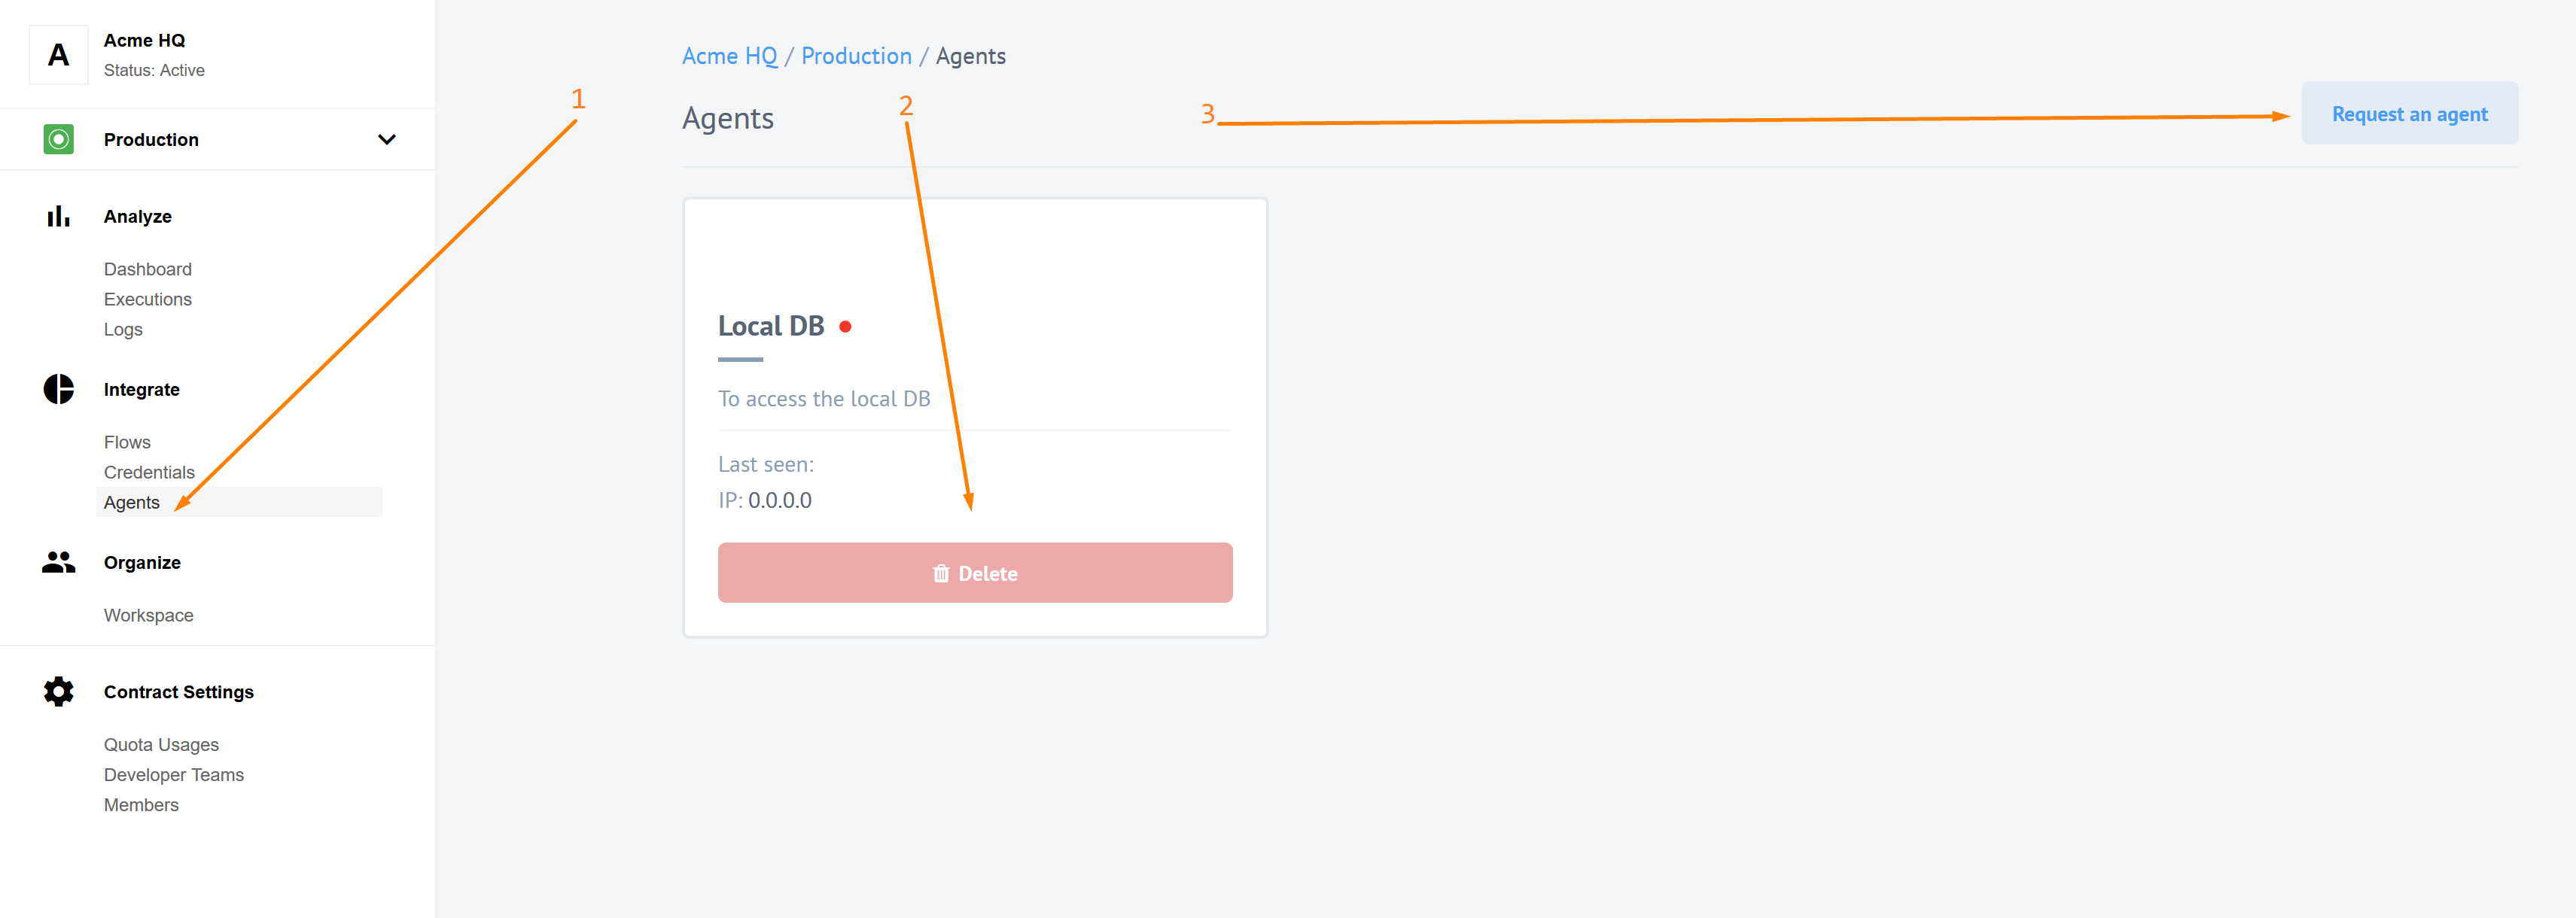 A
Acme HQ
Status: Active
Production
Analyze
Dashboard
Executions
Logs
Integrate
Flows
Credentials
Agents
Organize
Workspace
Contract Settings
Quota Usages
Developer Teams
Members
Acme HQ / Production / Agents
1
2
3
Agents
Request an agent
Local DB
To access the local DB
Last seen:
IP: 0.0.0.0
Delete